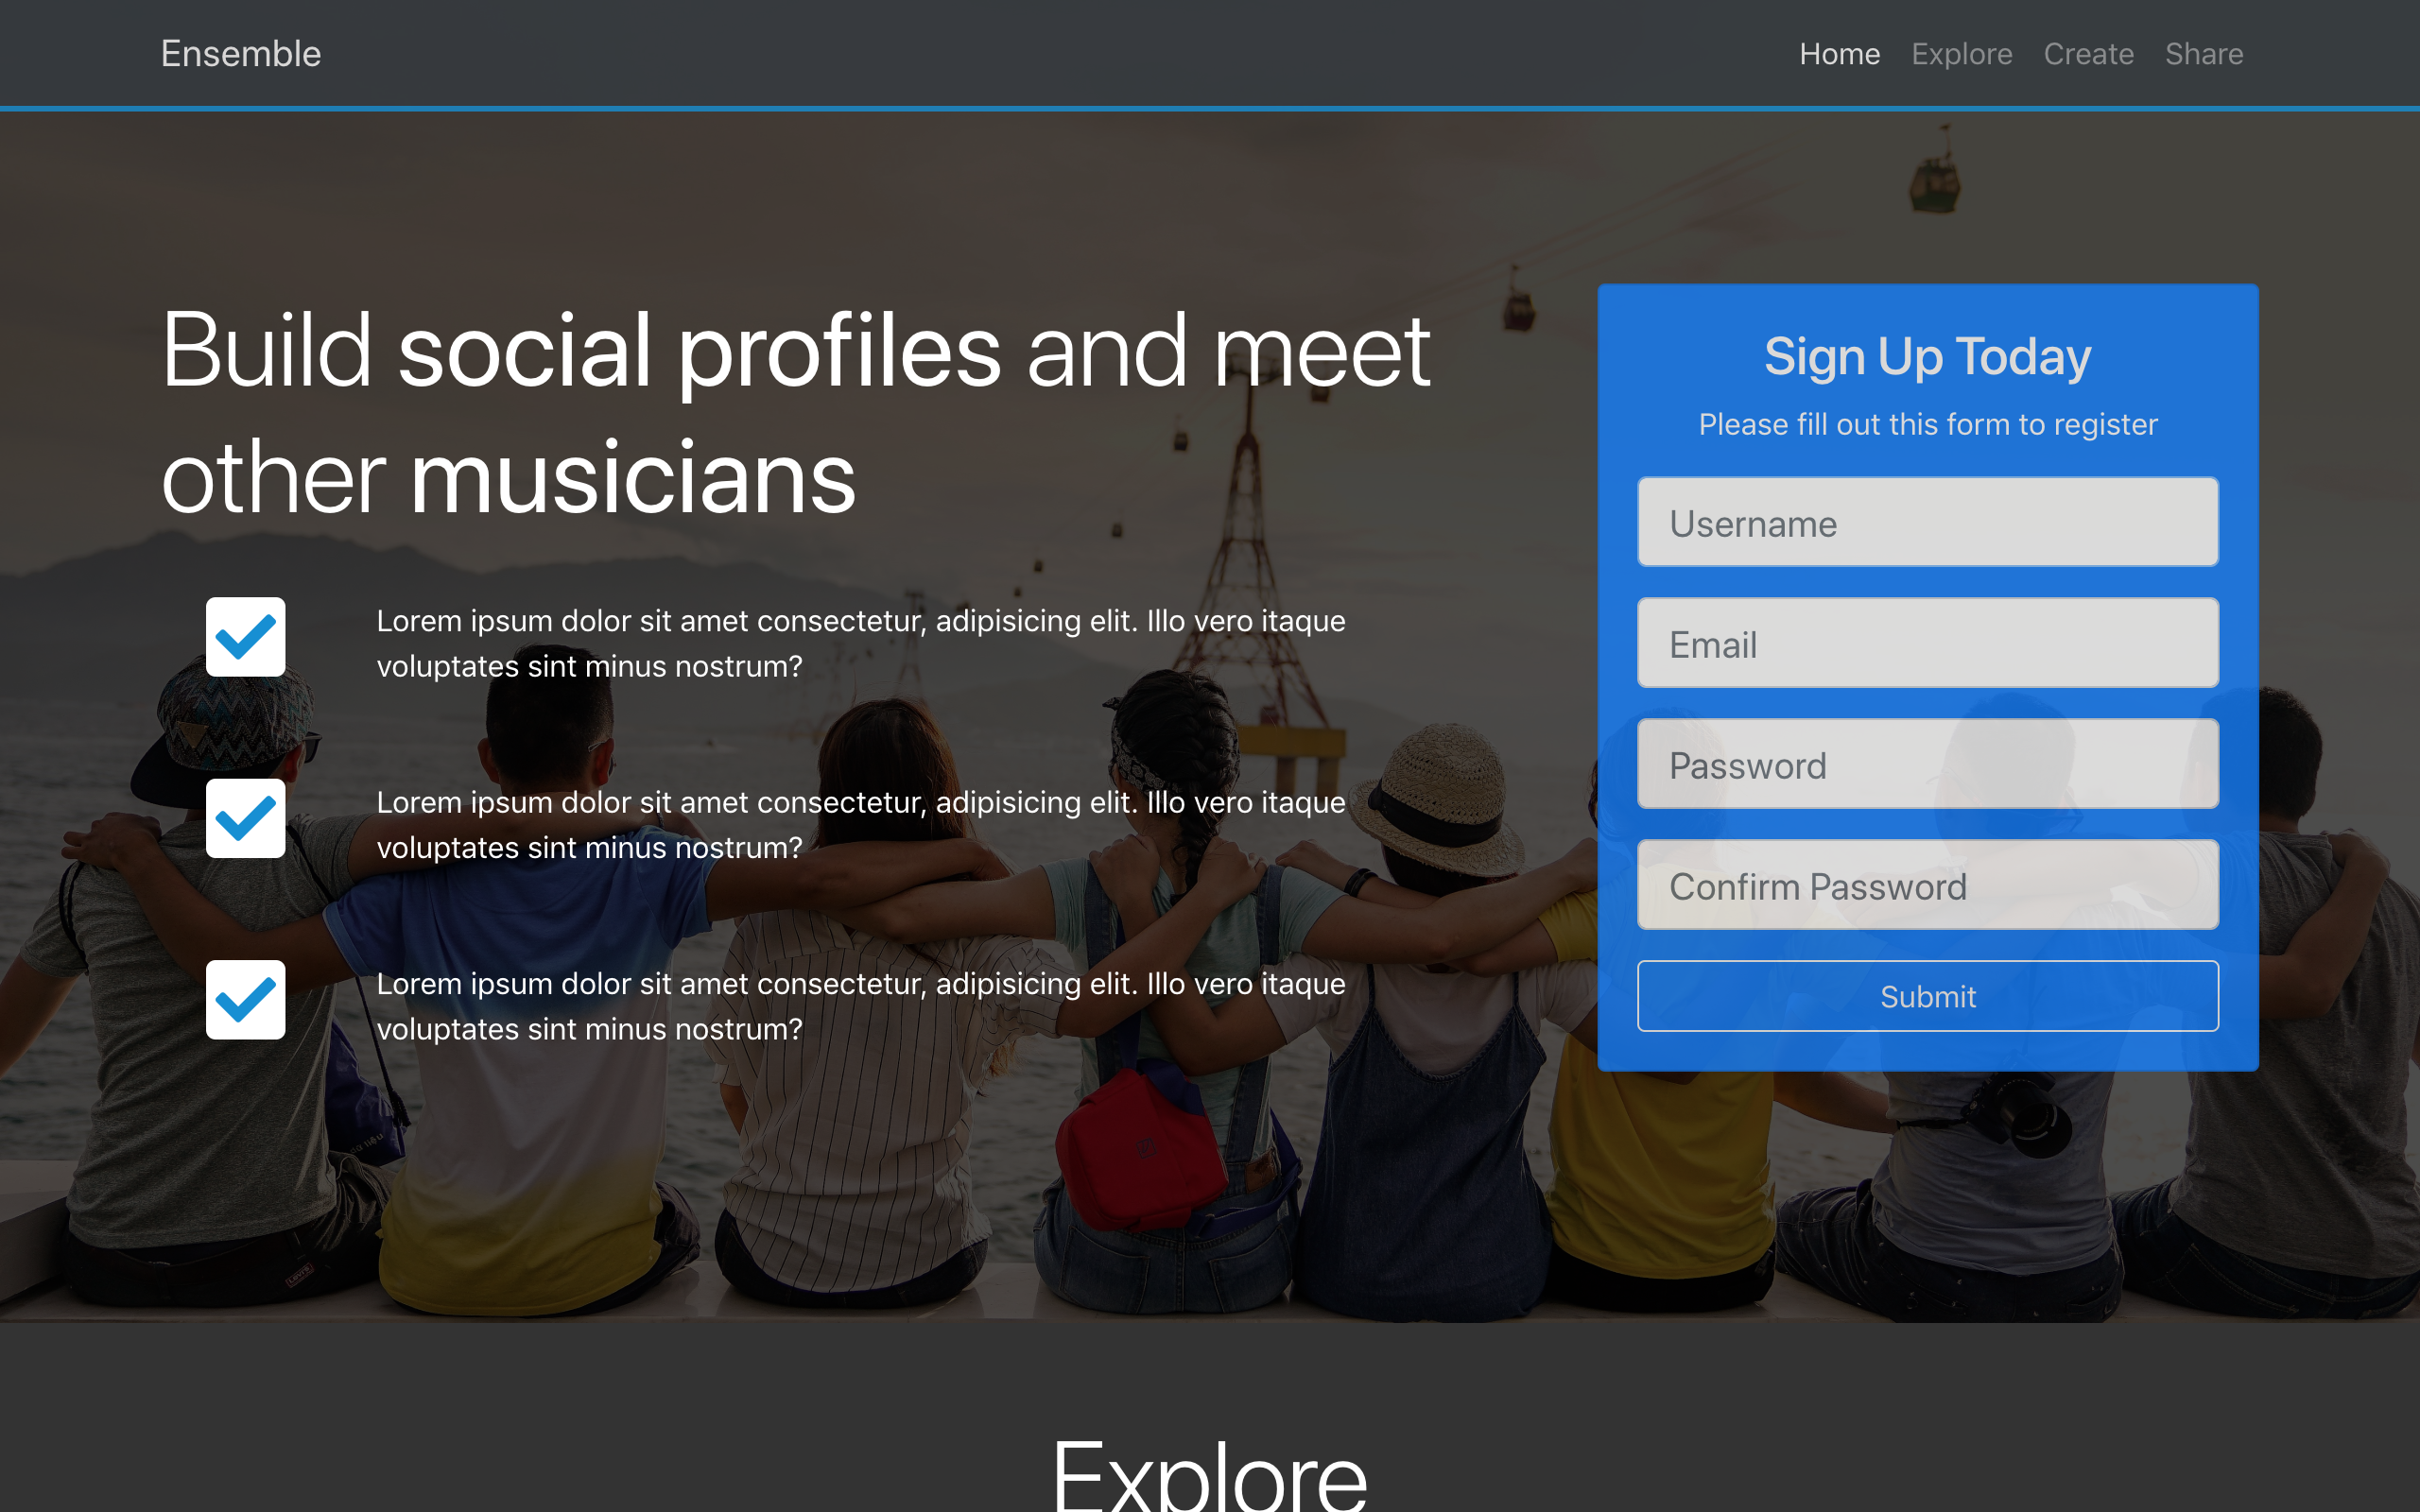 Ensemble
Home Explore Create Share
Build social profiles and meet
other musicians
Lorem ipsum dolor sit amet consectetur, adipisicing elit. Illo vero itaque
voluptates sint minus nostrum?
Lorem ipsum dolor sit amet consectetur, adipisicing elit. Illo vero itaque
voluptates sint minus nostrum?
Lorem ipsum dolor sit amet consectetur, adipisicing elit. Illo vero itaque
voluptates sint minus nostrum?
Sign Up Today
Please fill out this form to register
Username
Email
Password
Confirm Password
Submit
Explore